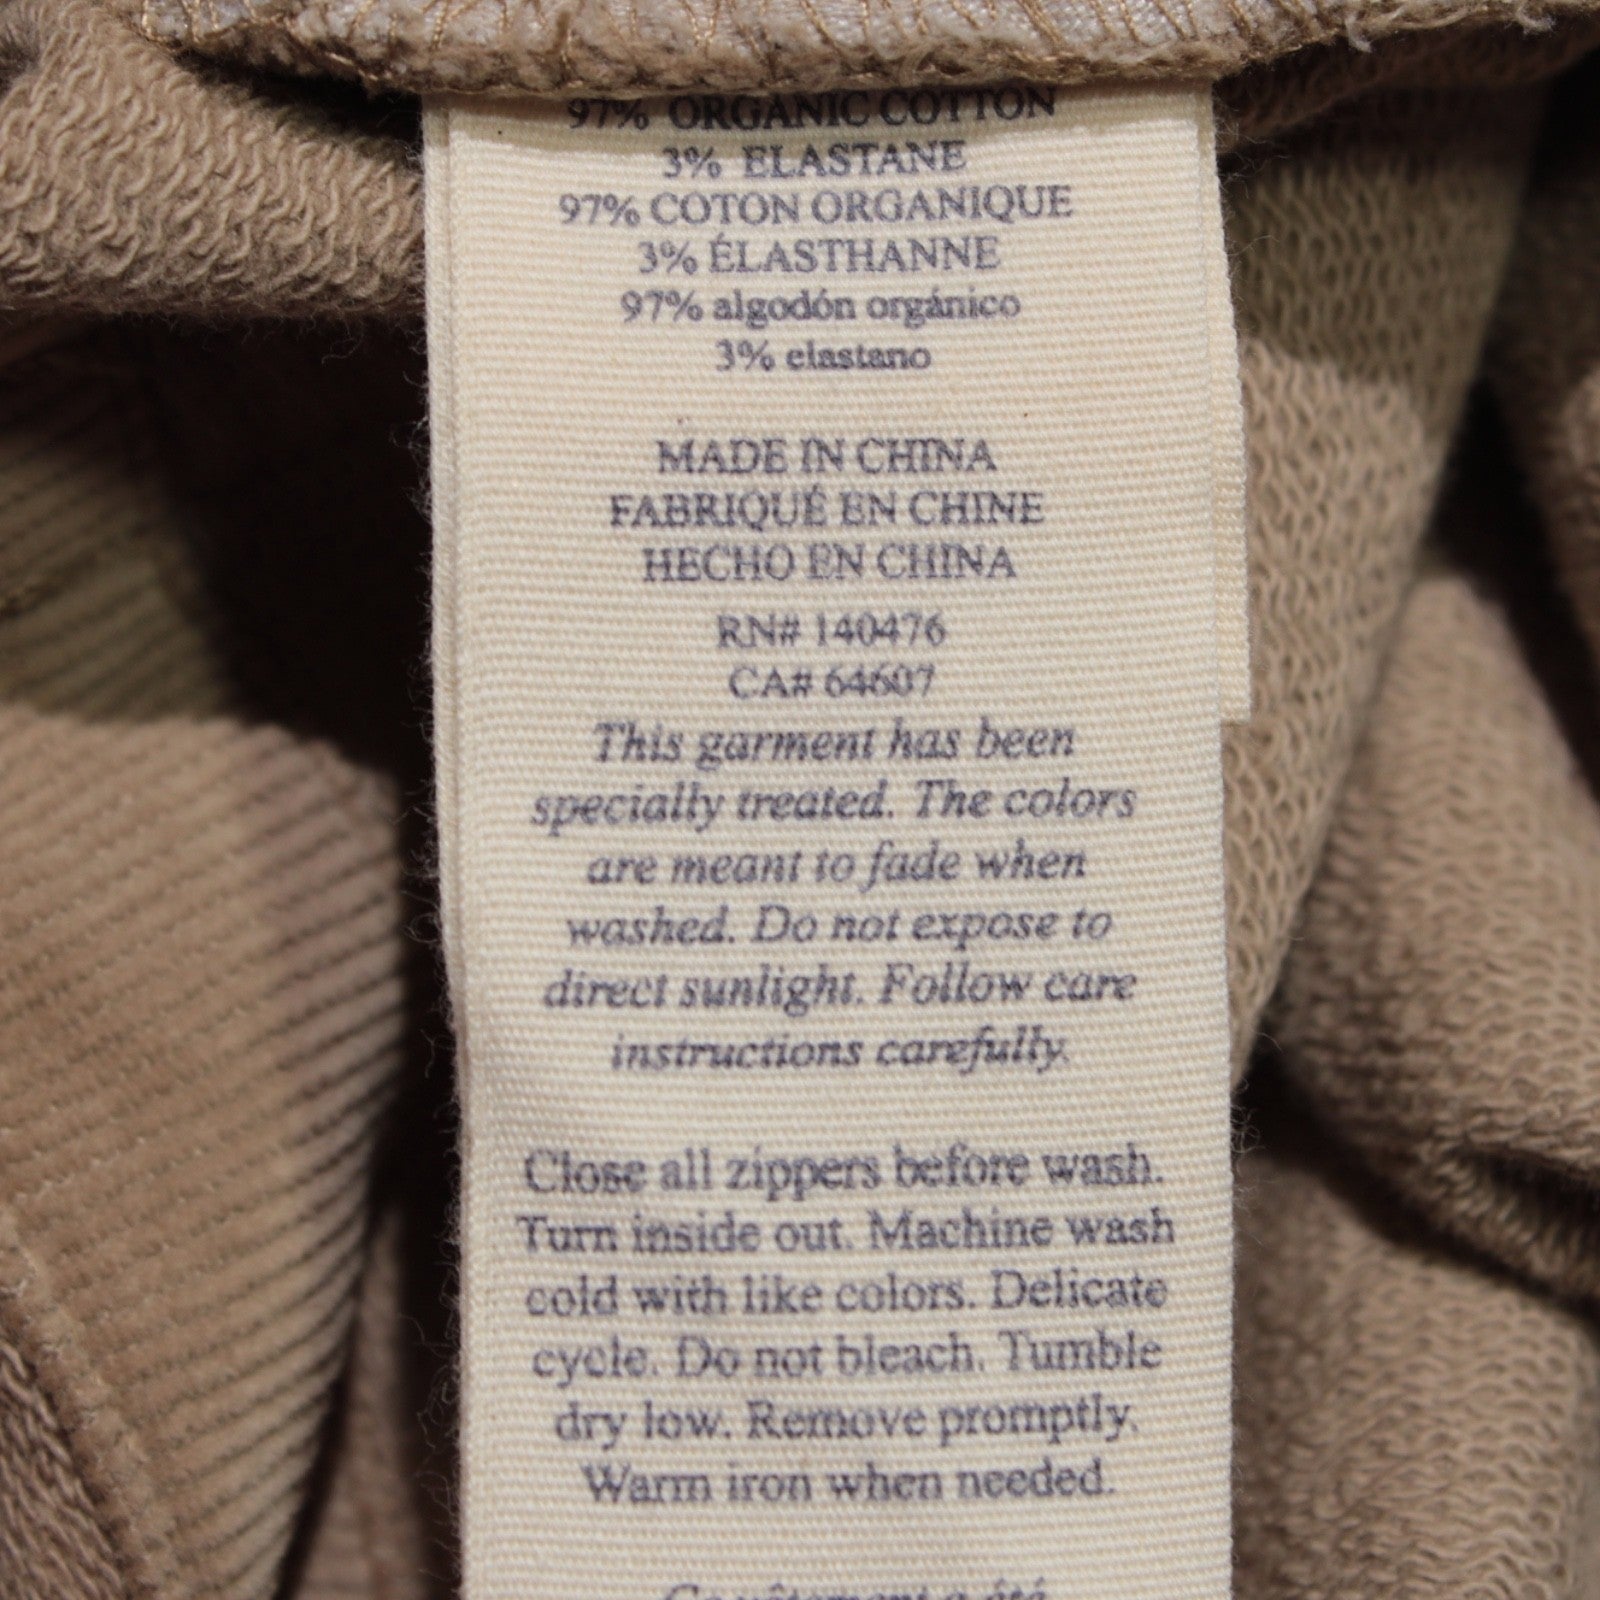 97% ORGANIC COTTON
3% ELASTANE
97% COTON ORGANIQUE
3% ÉLASTHANNE
97% algodón orgánico
3% elastano
MADE IN CHINA
FABRIQUÉ EN CHINE
HECHO EN CHINA
RN# 140476
CA# 64607
This garment has been
specially treated. The colors
are meant to fade when
washed. Do not expose to
direct sunlight. Follow care
instructions carefully.
Close all zippers before wash.
Turn inside out. Machine wash
cold with like colors. Delicate
cycle. Do not bleach. Tumble
dry low. Remove promptly.
Warm iron when needed.
Ce vêtement a été